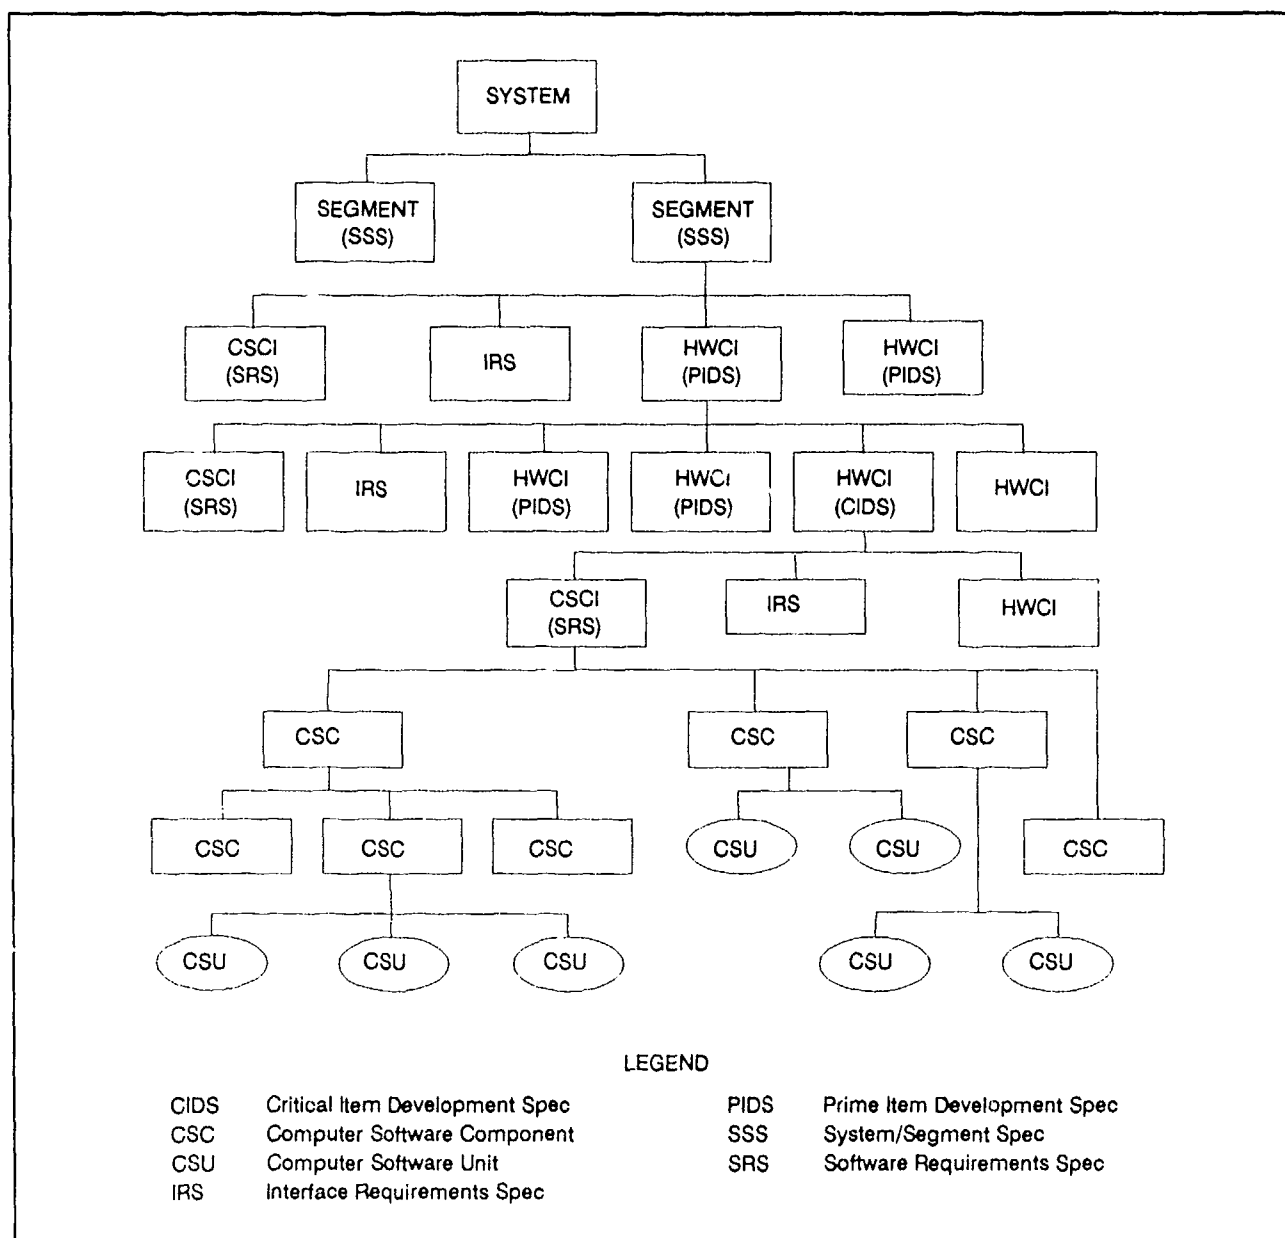 SYSTEM
SEGMENT
(SSS)
SEGMENT
(SSS)
CSCI
(SRS)
IRS
HWCI
(PIDS)
HWCI
(PIDS)
CSCI
(SRS)
IRS
HWCI
(PIDS)
HWCI
(PIDS)
HWCI
(CIDS)
HWCI
CSCI
(SRS)
IRS
HWCI
CSC
CSC
CSC
CSC
CSC
CSC
CSU
CSU
CSC
CSU
CSU
CSU
CSU
CSU
LEGEND
CIDS Critical Item Development Spec
CSC Computer Software Component
CSU Computer Software Unit
IRS Interface Requirements Spec
PIDS Prime Item Development Spec
SSS System/Segment Spec
SRS Software Requirements Spec